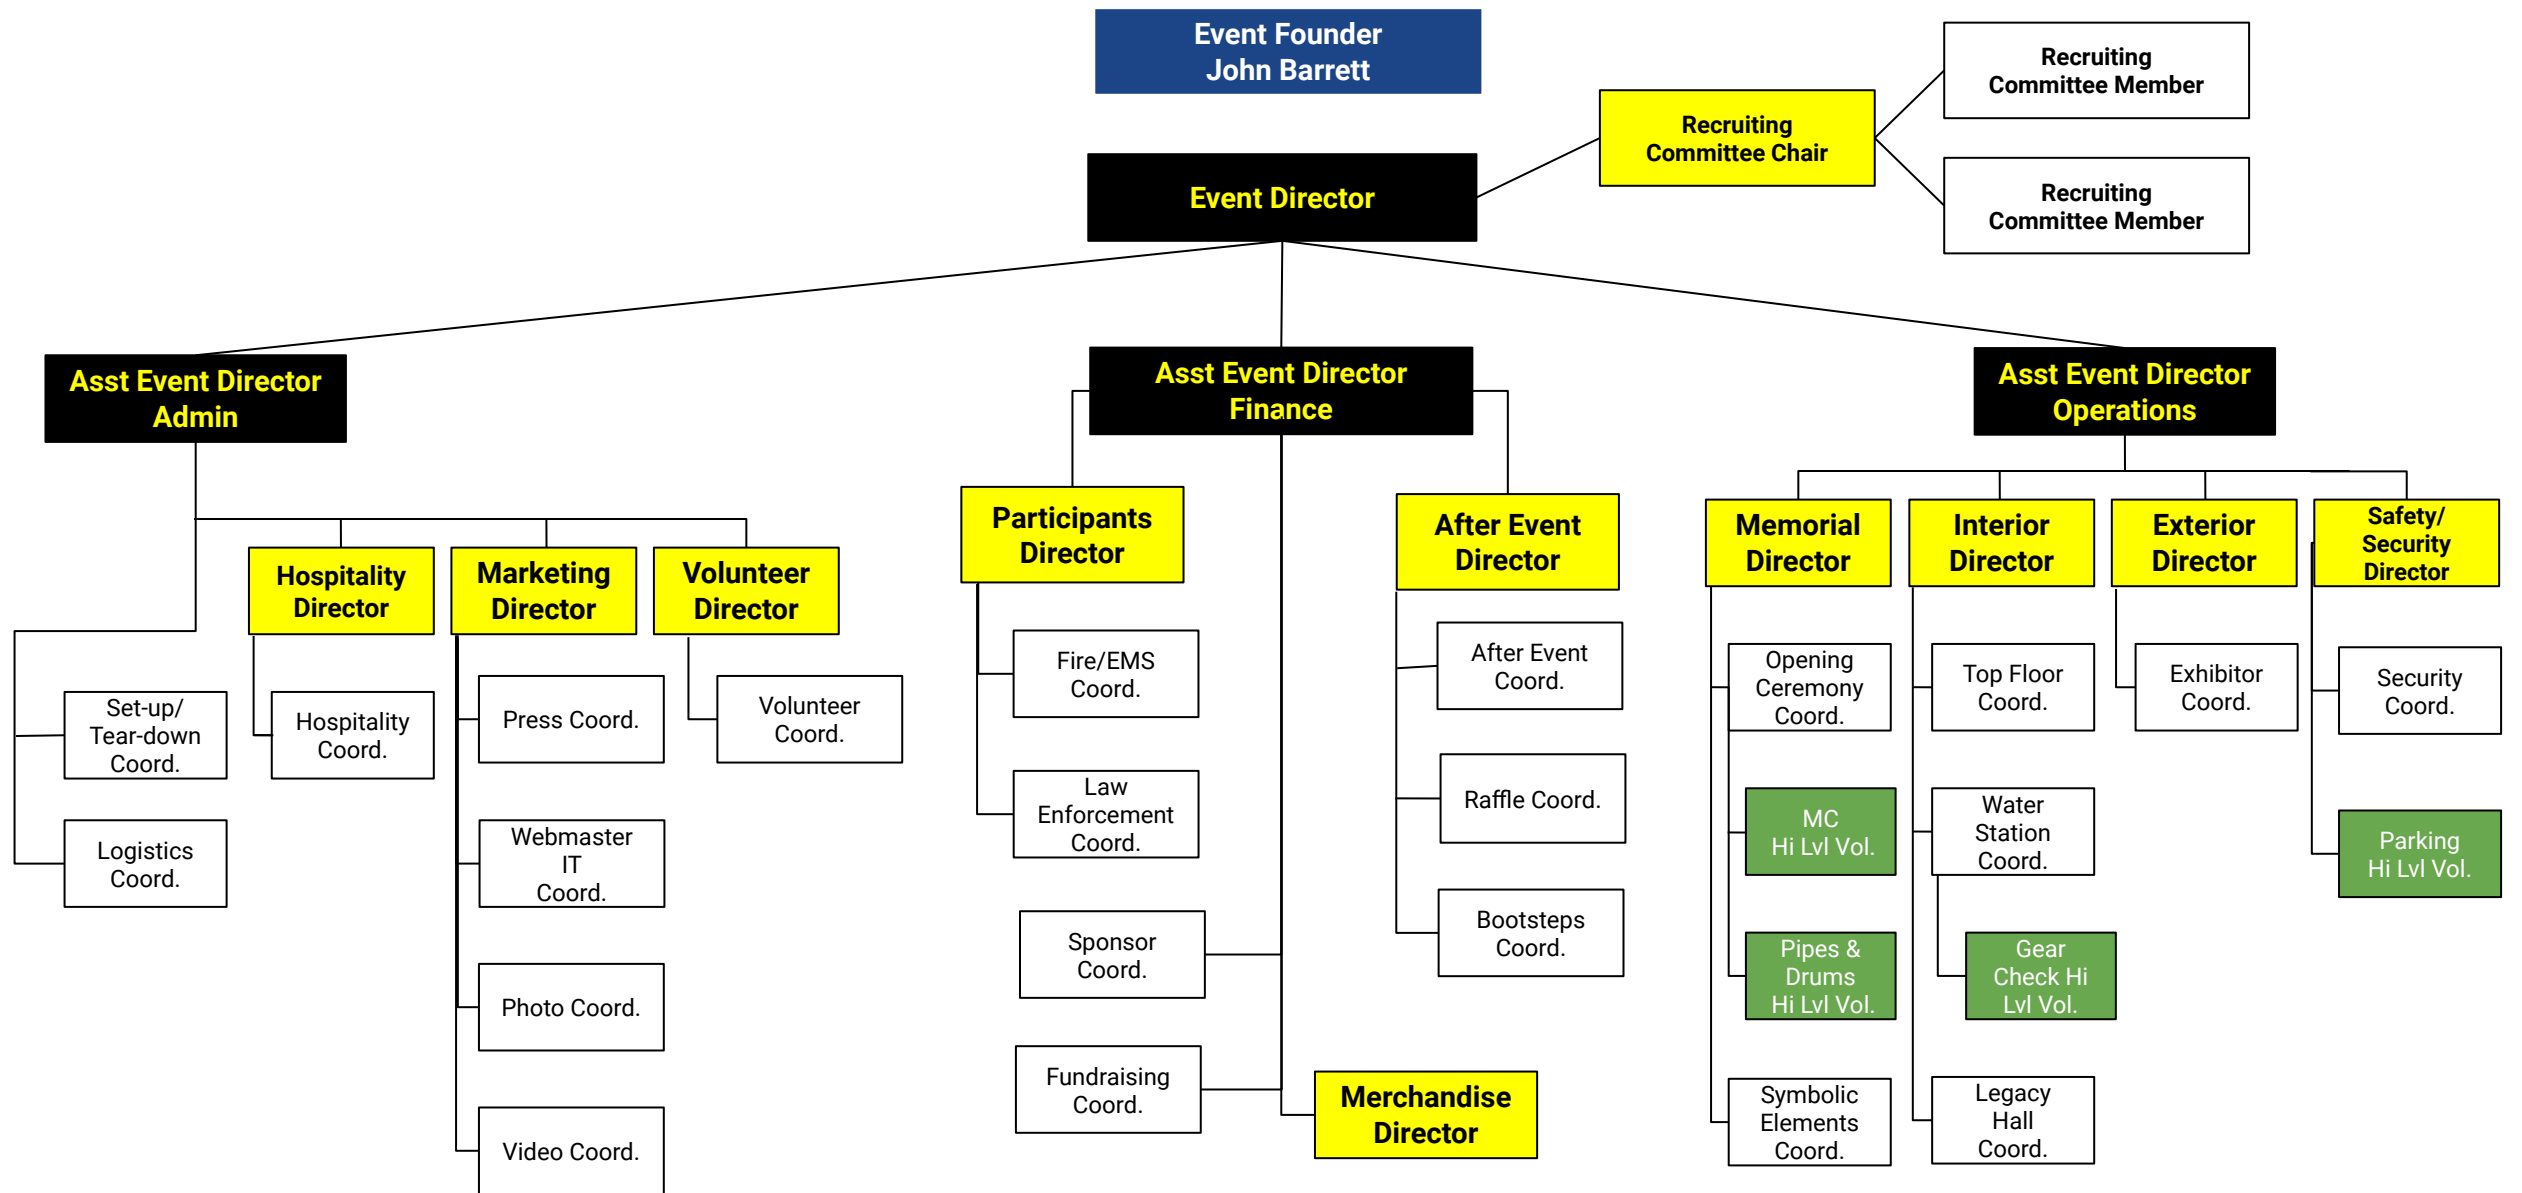 Event Founder
John Barrett
Recruiting
Committee Member
Recruiting
Committee Chair
Recruiting
Committee Member
Event Director
Asst Event Director
Admin
Asst Event Director
Finance
Asst Event Director
Operations
Hospitality
Director
Marketing
Director
Volunteer
Director
Participants
Director
After Event
Director
Memorial
Director
Interior
Director
Exterior
Director
Safety/
Security
Director
Set-up/
Tear-down
Coord.
Logistics
Coord.
Hospitality
Coord.
Press Coord.
Webmaster
IT
Coord.
Photo Coord.
Video Coord.
Volunteer
Coord.
Fire/EMS
Coord.
Law
Enforcement
Coord.
Sponsor
Coord.
Fundraising
Coord.
After Event
Coord.
Raffle Coord.
Bootsteps
Coord.
Merchandise
Director
Opening
Ceremony
Coord.
MC
Hi Lvl Vol.
Pipes &
Drums
Hi Lvl Vol.
Symbolic
Elements
Coord.
Top Floor
Coord.
Water
Station
Coord.
Gear
Check Hi
Lvl Vol.
Legacy
Hall
Coord.
Exhibitor
Coord.
Security
Coord.
Parking
Hi Lvl Vol.